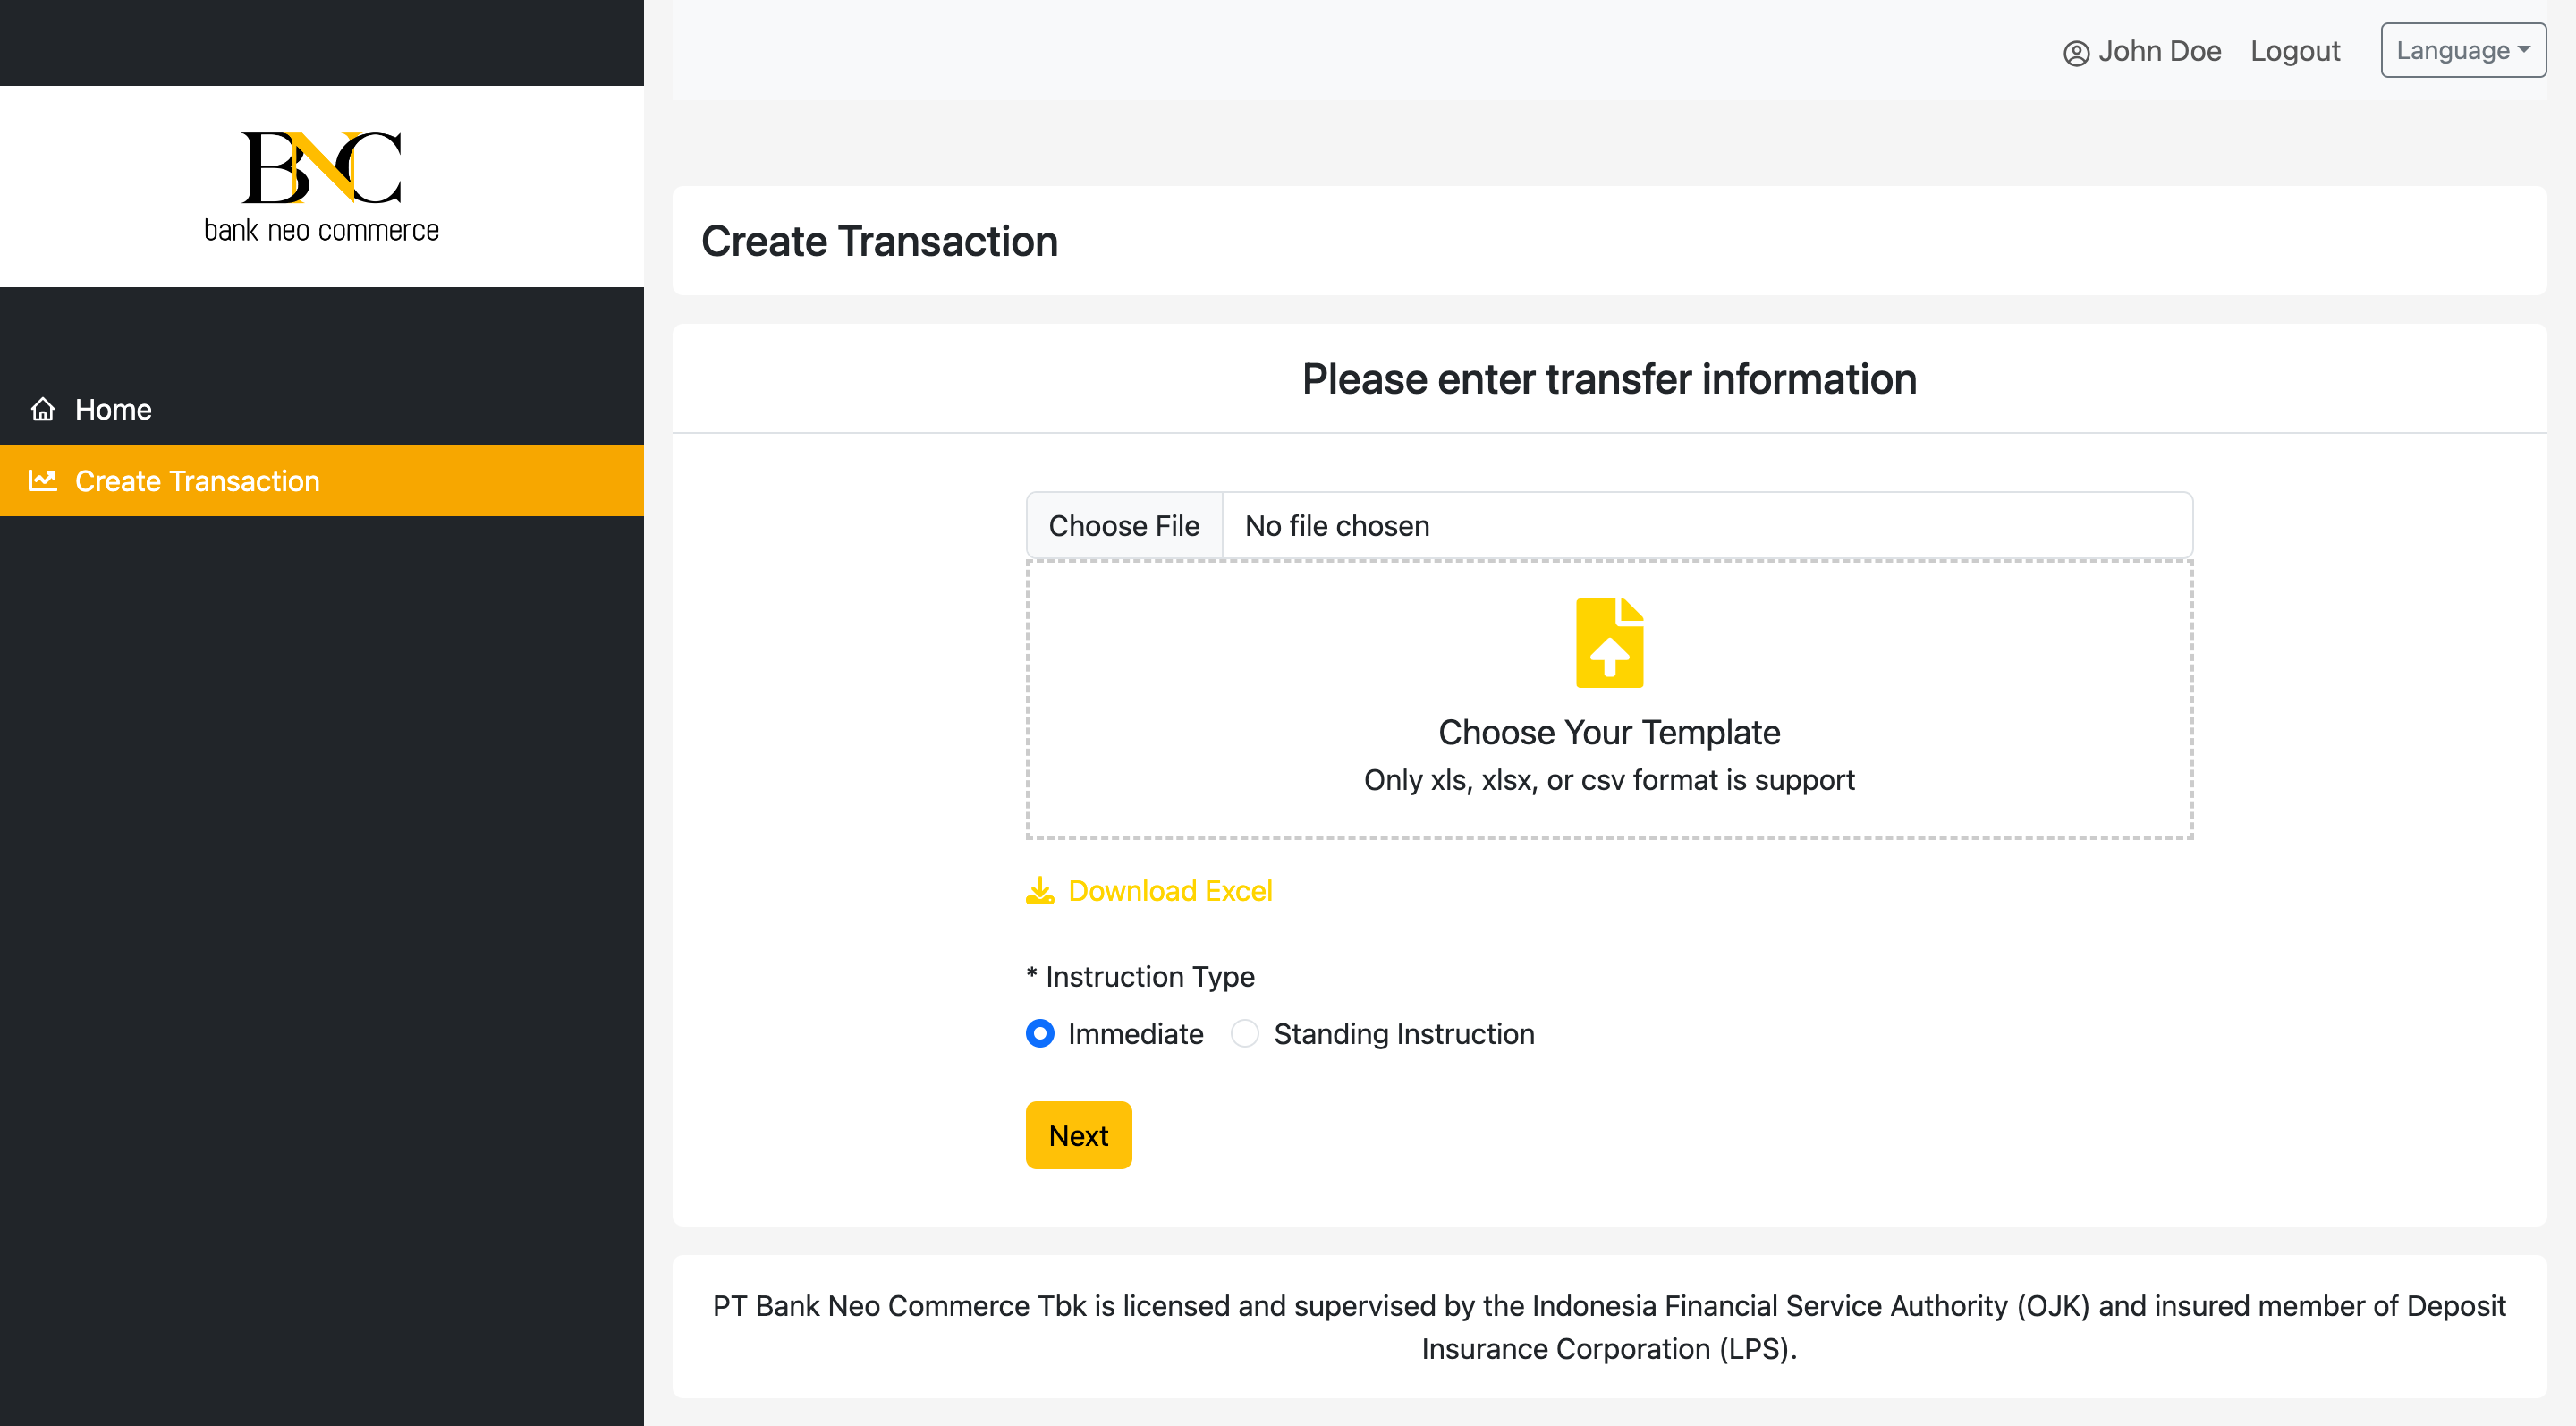 John Doe Logout Language
BNC
bank neo commerce
Home
Create Transaction
Create Transaction
Please enter transfer information
Choose File No file chosen
Choose Your Template
Only xls, xlsx, or csv format is support
Download Excel
* Instruction Type
Immediate Standing Instruction
Next
PT Bank Neo Commerce Tbk is licensed and supervised by the Indonesia Financial Service Authority (OJK) and insured member of Deposit
Insurance Corporation (LPS).